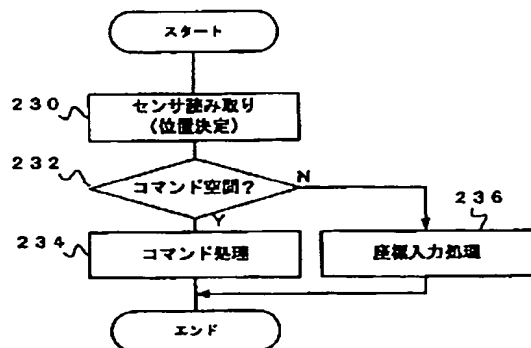 スタート
２３０
センサ読み取り
(位置決定)
２３２
コマンド空間？
N
Y
２３４
コマンド処理
２３６
座標入力処理
エンド